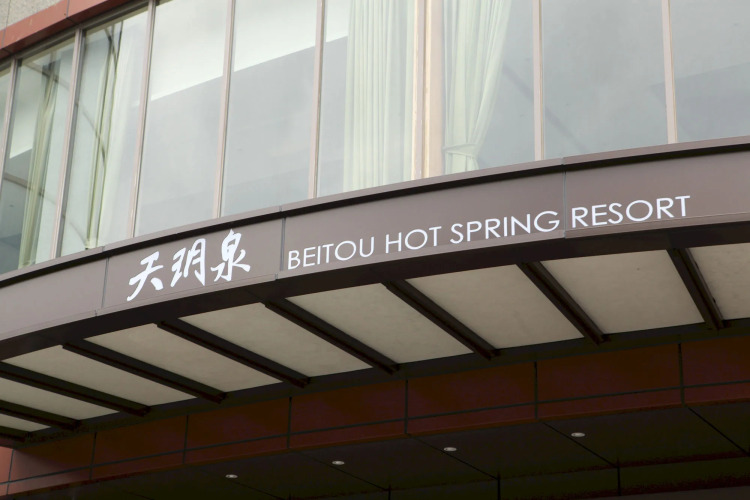 天玥泉 BEITOU HOT SPRING RESORT